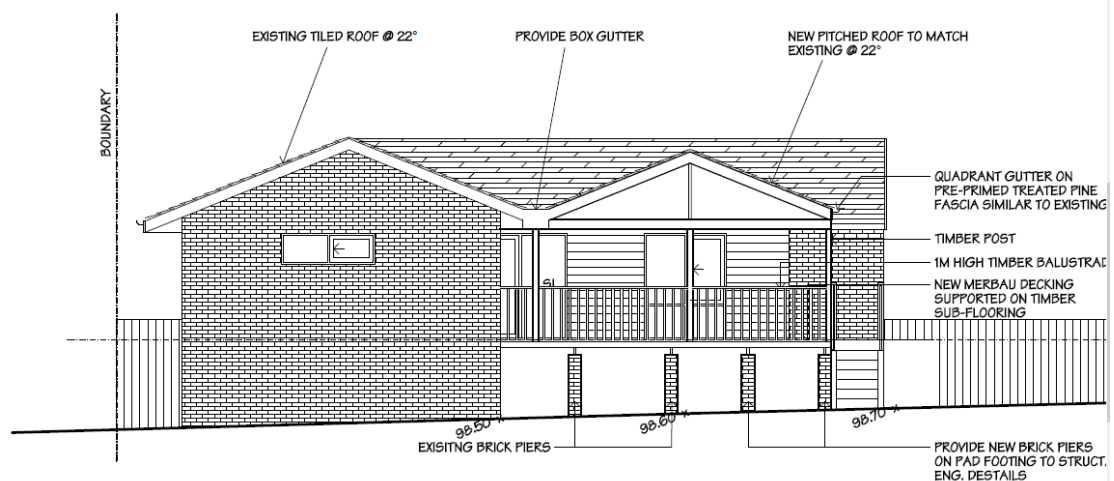 EXISTING TILED ROOF @ 22°
PROVIDE BOX GUTTER
NEW PITCHED ROOF TO MATCH
EXISTING @ 22°
BOUNDARY
QUADRANT GUTTER ON
PRE-PRIMED TREATED PINE
FASCIA SIMILAR TO EXISTING
TIMBER POST
1M HIGH TIMBER BALUSTRAD
NEW MERBAU DECKING
SUPPORTED ON TIMBER
SUB-FLOORING
98.50
98.60
98.70
EXISITNG BRICK PIERS
PROVIDE NEW BRICK PIERS
ON PAD FOOTING TO STRUCT.
ENG. DESTAILS